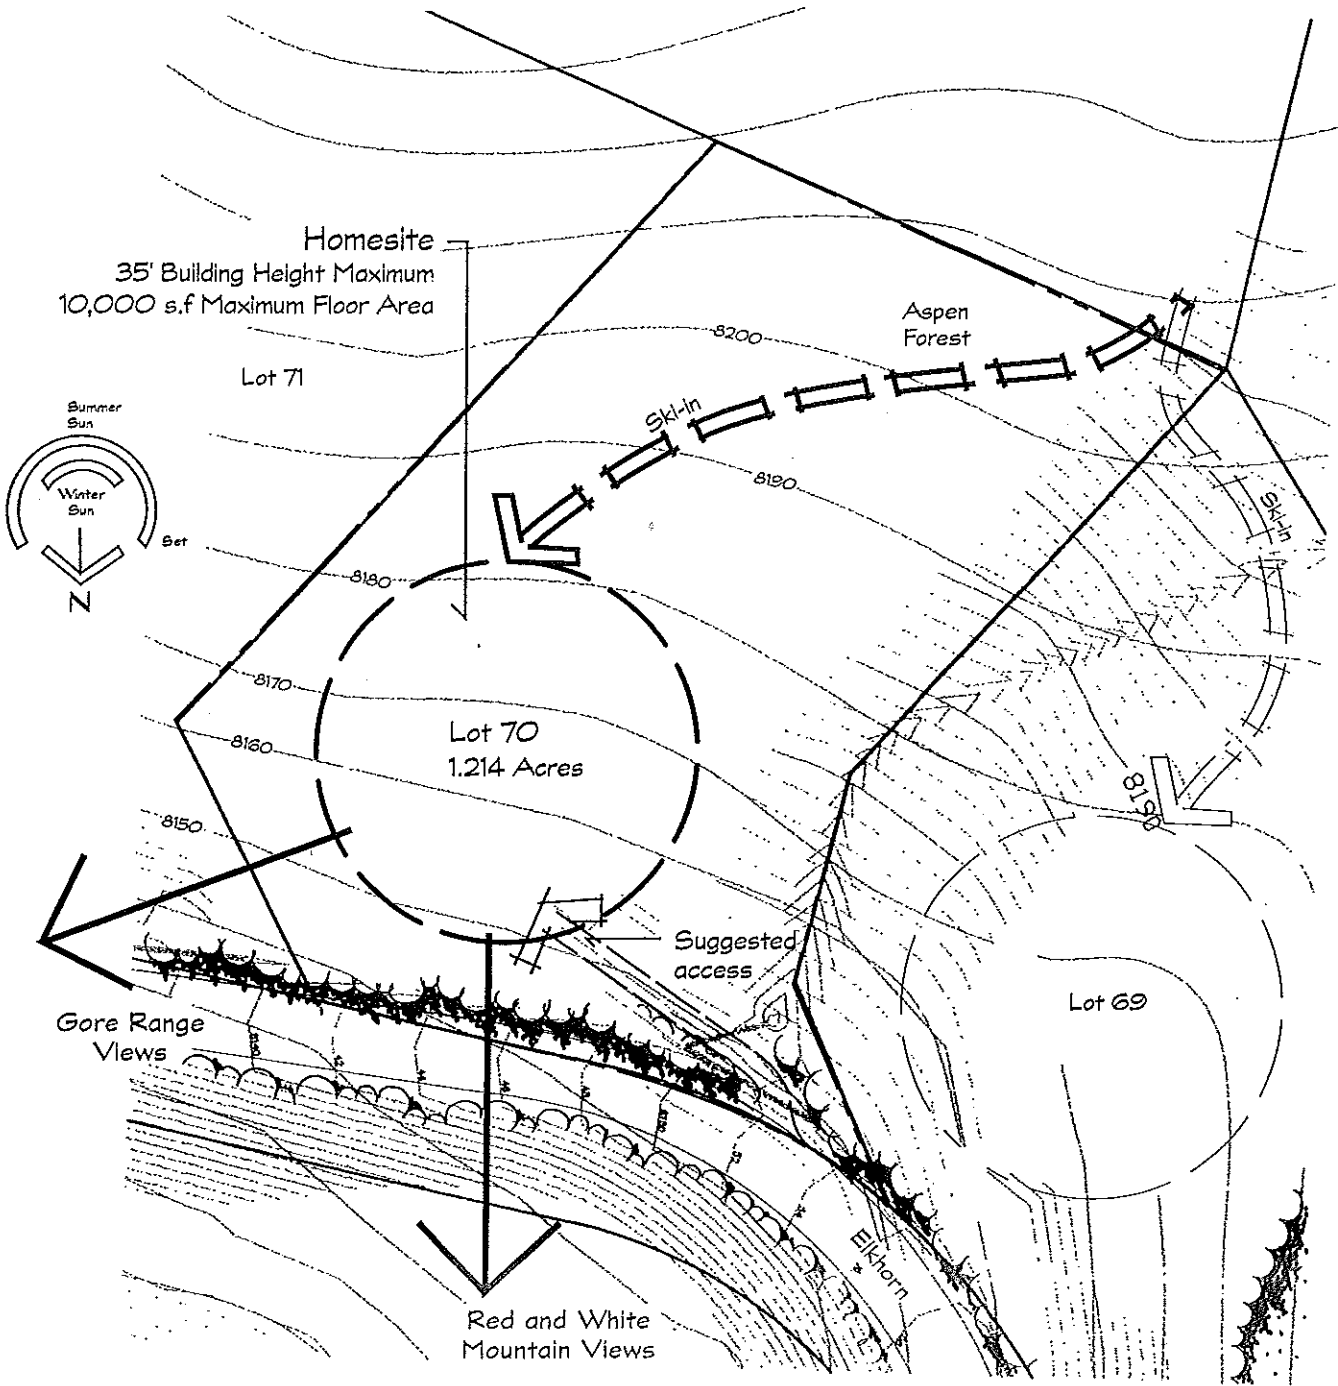 Homesite
35' Building Height Maximum
10,000 s.f Maximum Floor Area
Lot 71
Aspen
Forest
8200
Ski-in
8190
Summer
Sun
Winter
Sun
Set
N
8180
Ski-in
8170
8160
Lot 70
1.214 Acres
8150
8190
Suggested
access
Lot 69
Gore Range
Views
Elkhorn
Red and White
Mountain Views